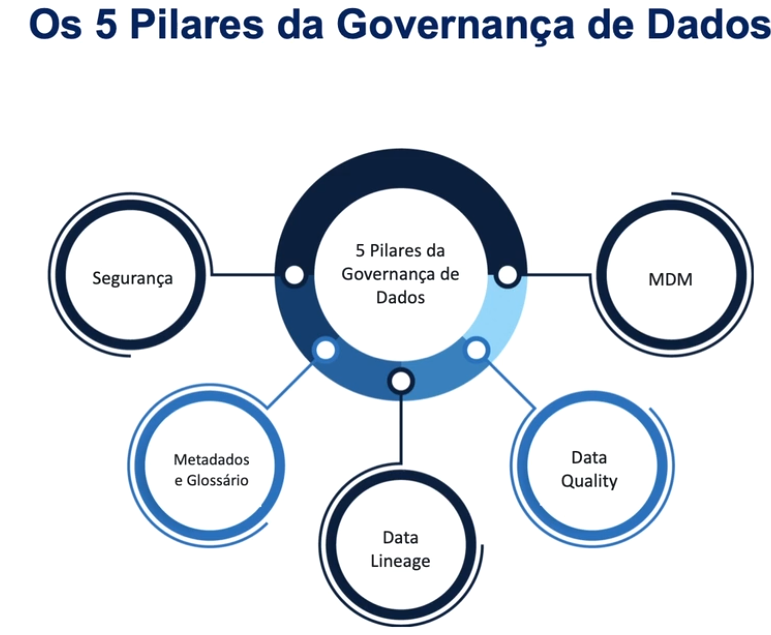 Os 5 Pilares da Governança de Dados
5 Pilares da
Governança de
Dados
Segurança
MDM
Metadados
e Glossário
Data
Quality
Data
Lineage